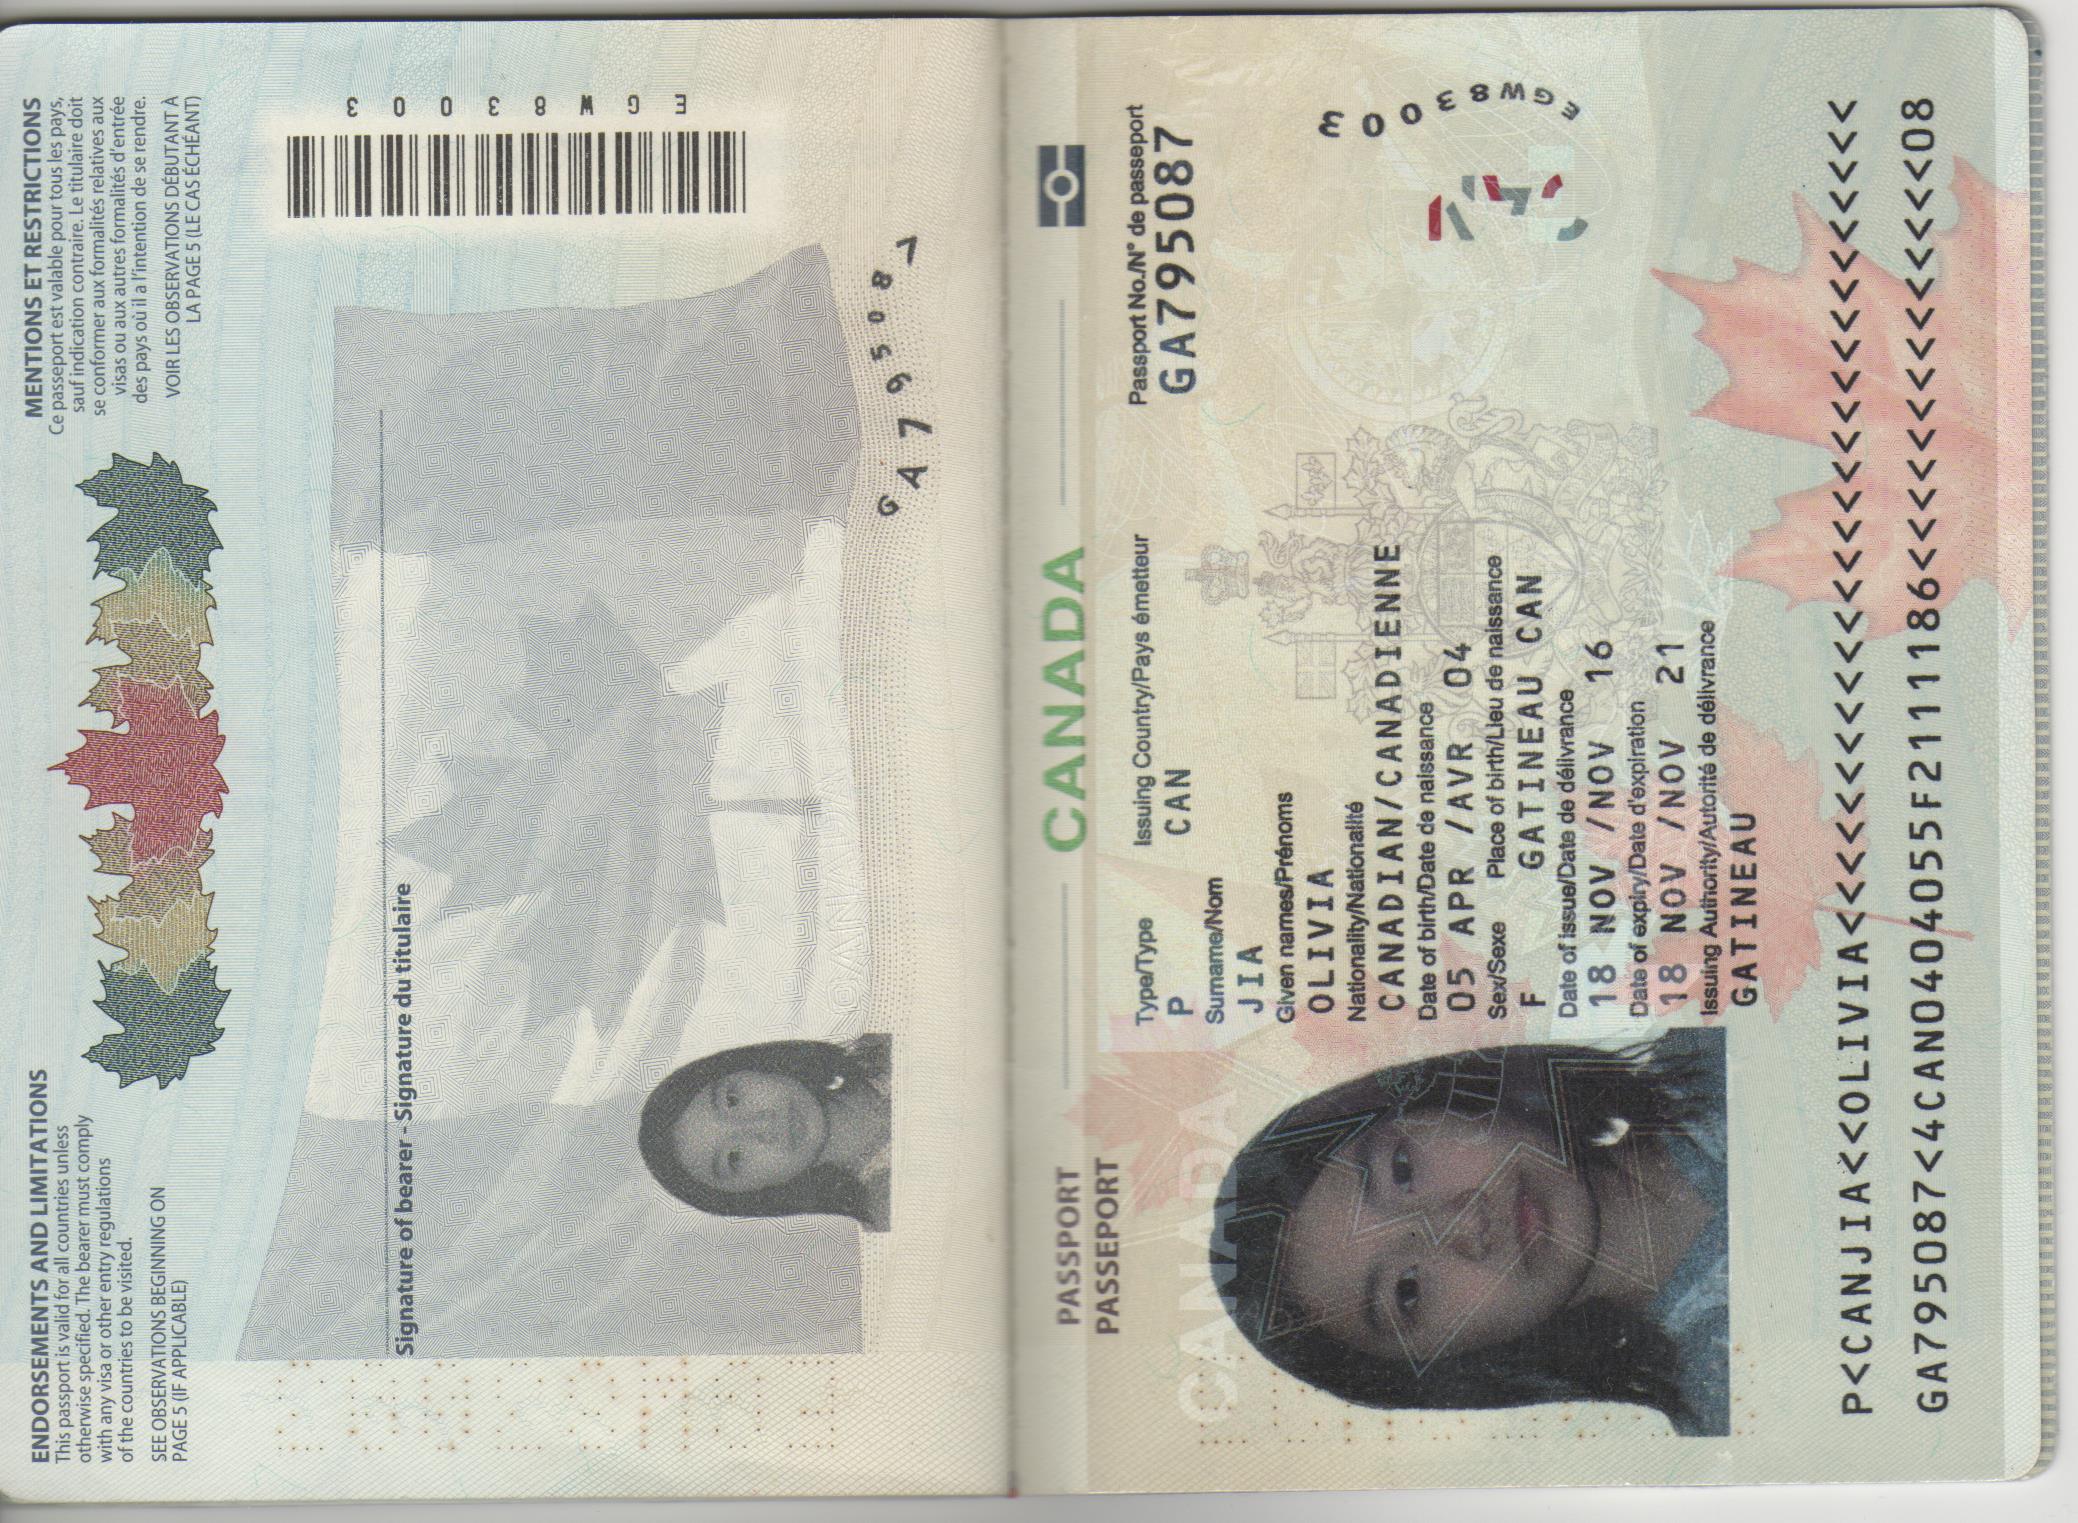 ENDORSEMENTS AND LIMITATIONS
This passport is valid for all countries unless
otherwise specified. The bearer must comply
with any visa or other entry regulations
of the countries to be visited.
SEE OBSERVATIONS BEGINNING ON
PAGE 5 (IF APPLICABLE)
MENTIONS ET RESTRICTIONS
Ce passeport est valable pour tous les pays,
sauf indication contraire. Le titulaire doit
se conformer aux formalités relatives aux
visas ou aux autres formalités d'entrée
des pays où il a l'intention de se rendre.
VOIR LES OBSERVATIONS DÉBUTANT À
LA PAGE 5 (LE CAS ÉCHÉANT)
EGW83003
Signature of bearer - Signature du titulaire
GA795087
PASSPORT
PASSEPORT
CANADA
CANADA
Type/Type
Issuing Country/Pays émetteur
Passport No./N° de passeport
P
CAN
GA795087
Surname/Nom
JIA
Given names/Prénoms
OLIVIA
Nationality/Nationalité
CANADIAN/CANADIENNE
Date of birth/Date de naissance
05 APR /AVR 04
Sex/Sexe
Place of birth/Lieu de naissance
F
GATINEAU CAN
Date of issue/Date de délivrance
18 NOV /NOV 16
Date of expiry/Date d'expiration
18 NOV /NOV 21
Issuing Authority/Autorité de délivrance
GATINEAU
EGW83003
P<CANJIA<<OLIVIA<<<<<<<<<<<<<<<<<<<<<<<<<<<<
GA795087<4CAN0404055F2111186<<<<<<<<<<<<<<08